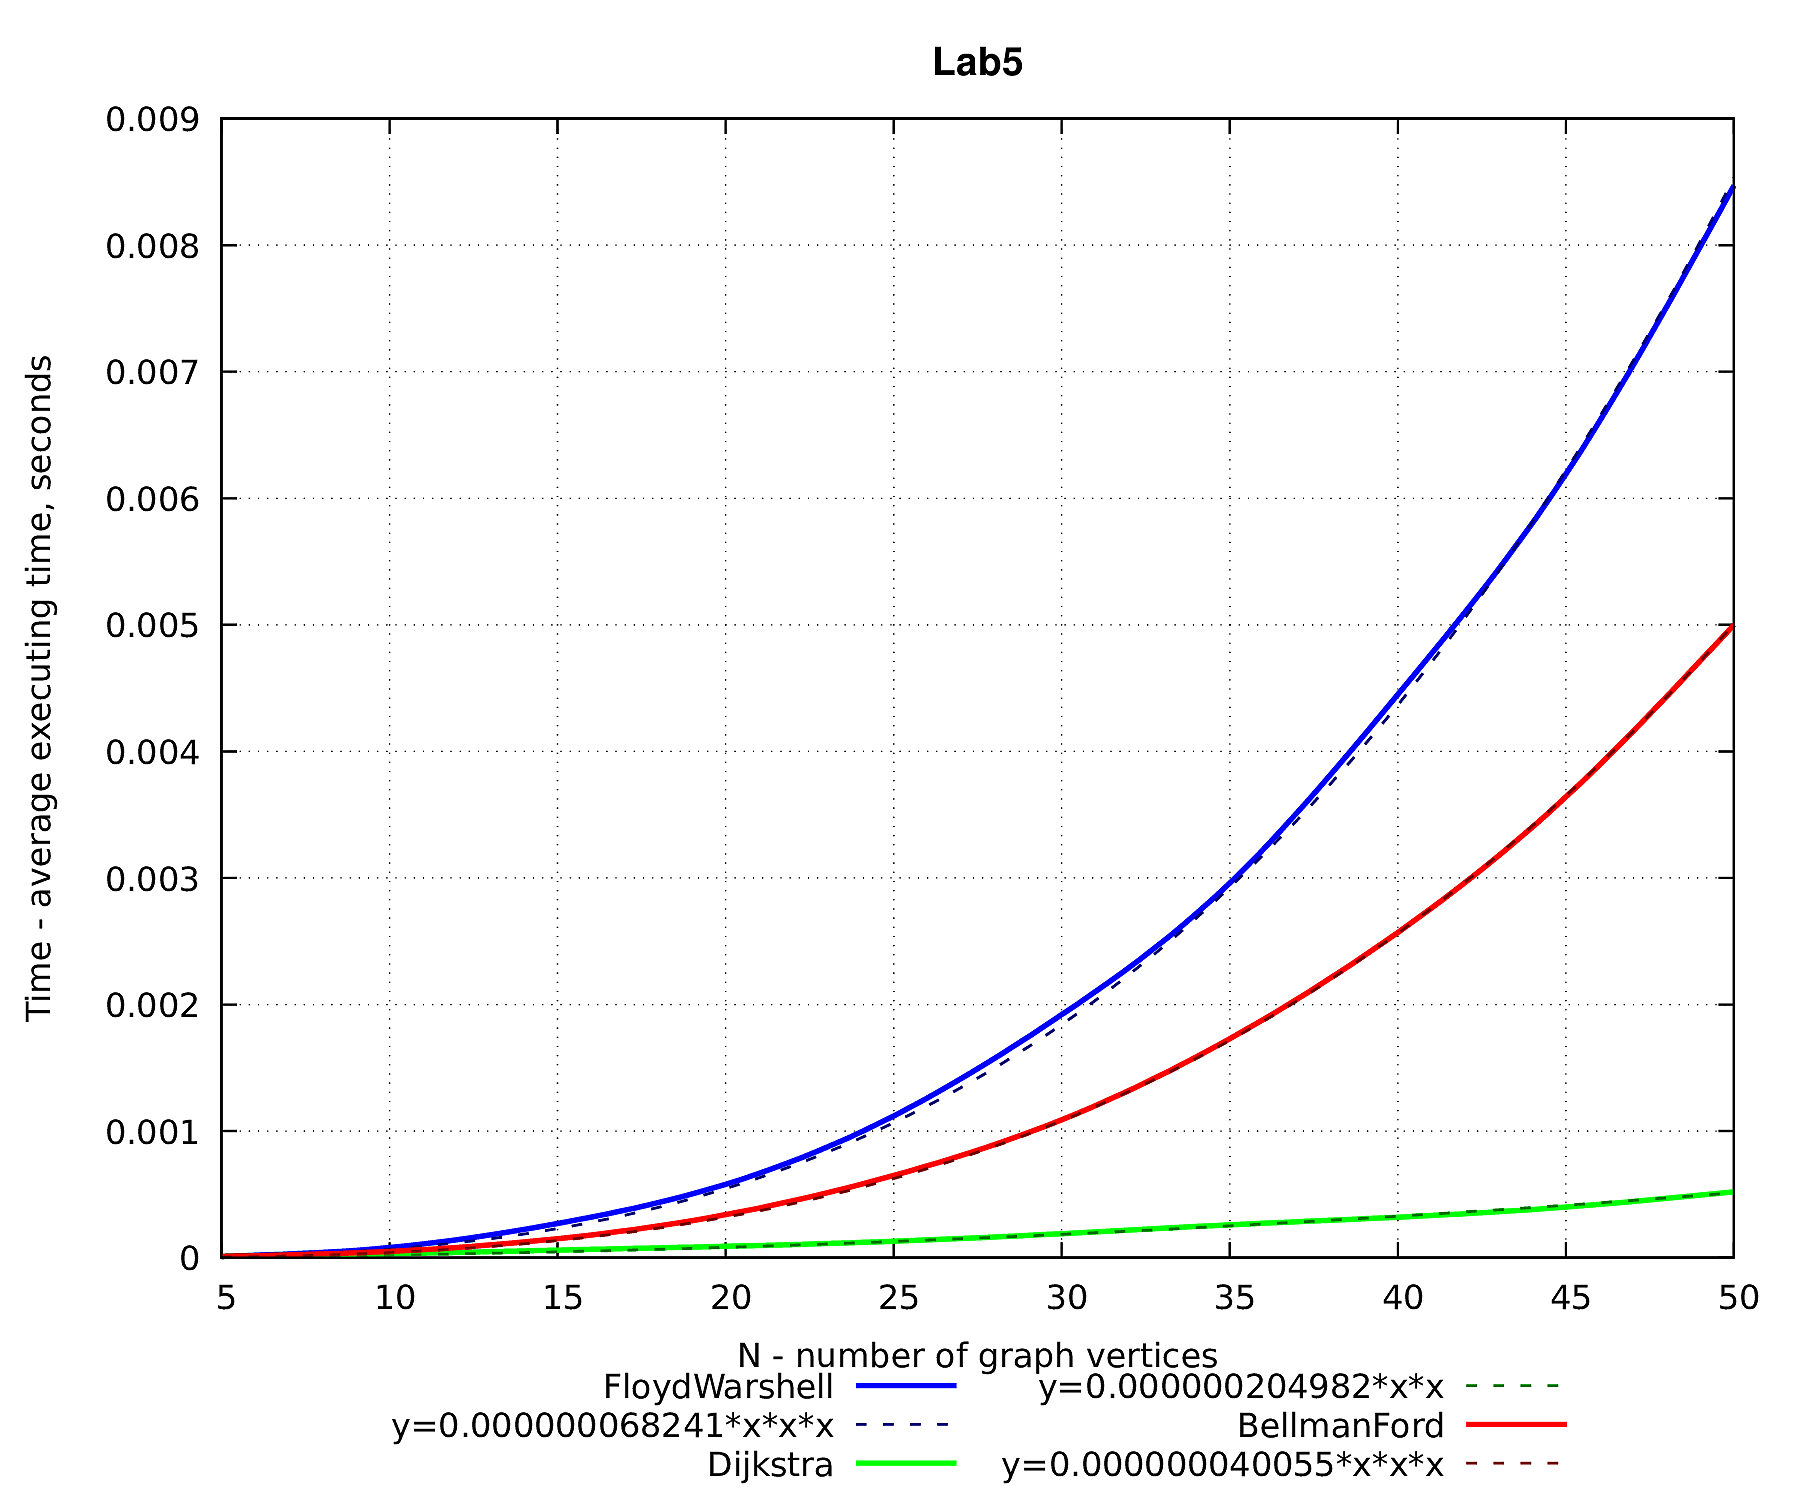 Lab5
0.009
0.008
0.007
0.006
0.005
0.004
0.003
0.002
0.001
0
Time - average executing time, seconds
5 10 15 20 25 30 35 40 45 50
N - number of graph vertices
FloydWarshell
y=0.000000068241*x*x*x
Dijkstra
y=0.000000204982*x*x
BellmanFord
y=0.000000040055*x*x*x